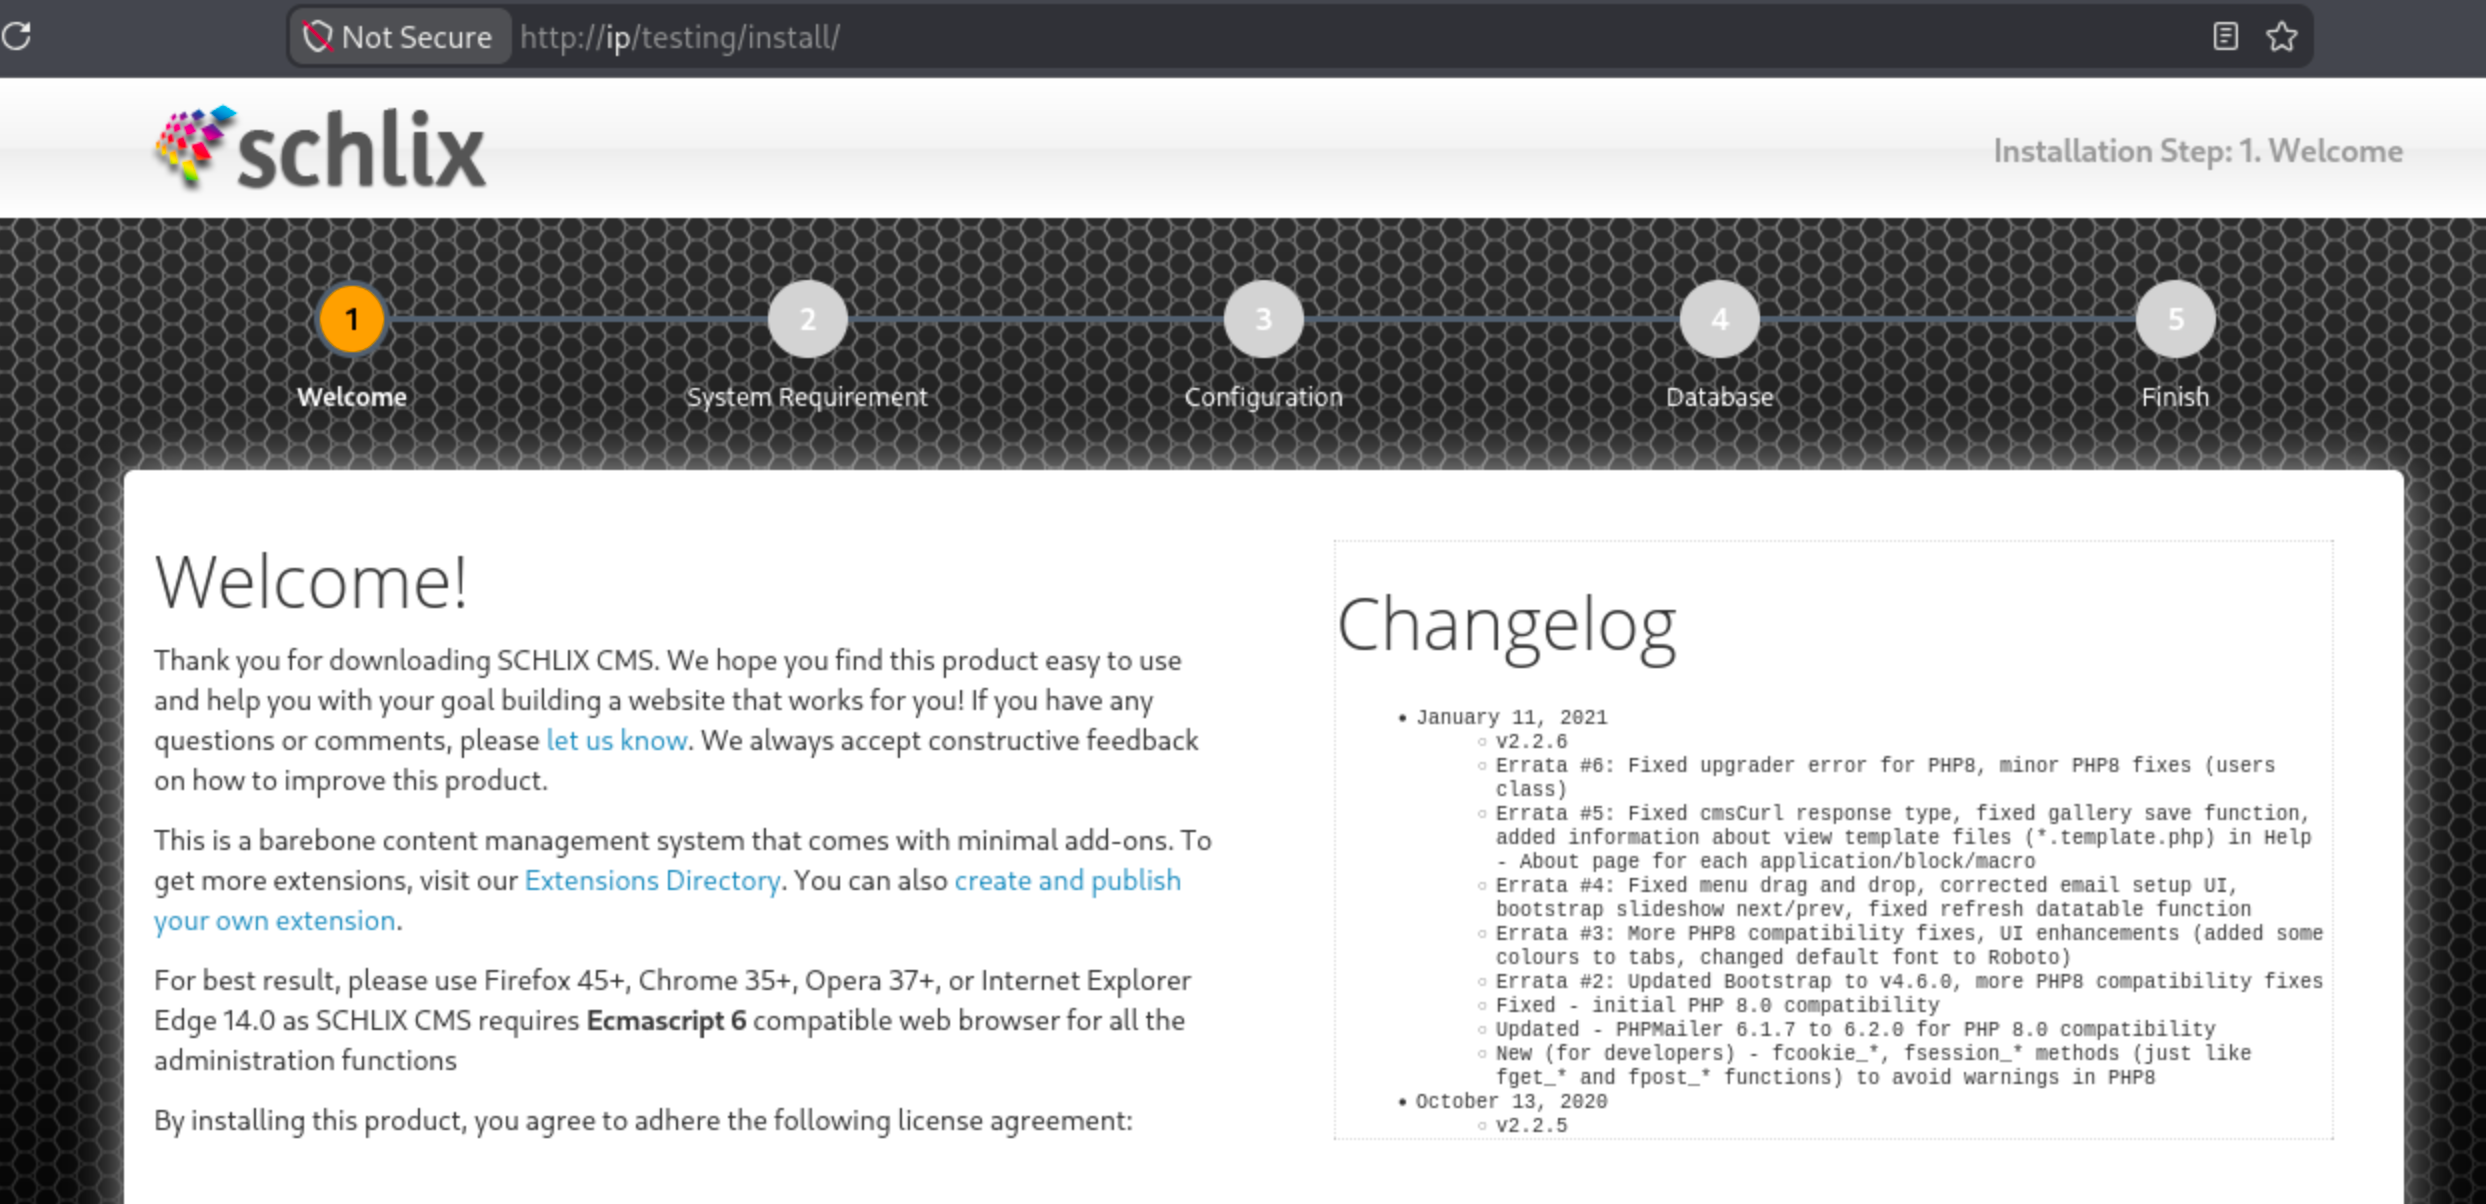 Not Secure http://ip/testing/install/
schlix
Installation Step: 1. Welcome
1 2 3 4 5
Welcome System Requirement Configuration Database Finish
Welcome!
Thank you for downloading SCHLIX CMS. We hope you find this product easy to use
and help you with your goal building a website that works for you! If you have any
questions or comments, please let us know. We always accept constructive feedback
on how to improve this product.
This is a barebone content management system that comes with minimal add-ons. To
get more extensions, visit our Extensions Directory. You can also create and publish
your own extension.
For best result, please use Firefox 45+, Chrome 35+, Opera 37+, or Internet Explorer
Edge 14.0 as SCHLIX CMS requires Ecmascript 6 compatible web browser for all the
administration functions
By installing this product, you agree to adhere the following license agreement:
Changelog
• January 11, 2021
◦ v2.2.6
◦ Errata #6: Fixed upgrader error for PHP8, minor PHP8 fixes (users
class)
◦ Errata #5: Fixed cmsCurl response type, fixed gallery save function,
added information about view template files (*.template.php) in Help
- About page for each application/block/macro
◦ Errata #4: Fixed menu drag and drop, corrected email setup UI,
bootstrap slideshow next/prev, fixed refresh datatable function
◦ Errata #3: More PHP8 compatibility fixes, UI enhancements (added some
colours to tabs, changed default font to Roboto)
◦ Errata #2: Updated Bootstrap to v4.6.0, more PHP8 compatibility fixes
◦ Fixed - initial PHP 8.0 compatibility
◦ Updated - PHPMailer 6.1.7 to 6.2.0 for PHP 8.0 compatibility
◦ New (for developers) - fcookie_*, fsession_* methods (just like
fget_* and fpost_* functions) to avoid warnings in PHP8
• October 13, 2020
◦ v2.2.5